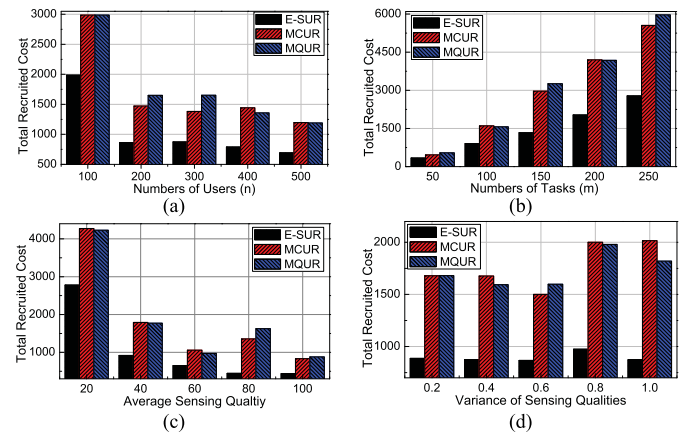 3000
2500
2000
1500
1000
500
Total Recruited Cost
E-SUR
MCUR
MQUR
100 200 300 400 500
Numbers of Users (n)
(a)
6000
4500
3000
1500
0
Total Recruited Cost
E-SUR
MCUR
MQUR
50 100 150 200 250
Numbers of Tasks (m)
(b)
4000
3000
2000
1000
Total Recruited Cost
E-SUR
MCUR
MQUR
20 40 60 80 100
Average Sensing Qualtiy
(c)
2000
1500
1000
Total Recruited Cost
E-SUR
MCUR
MQUR
0.2 0.4 0.6 0.8 1.0
Variance of Sensing Qualities
(d)